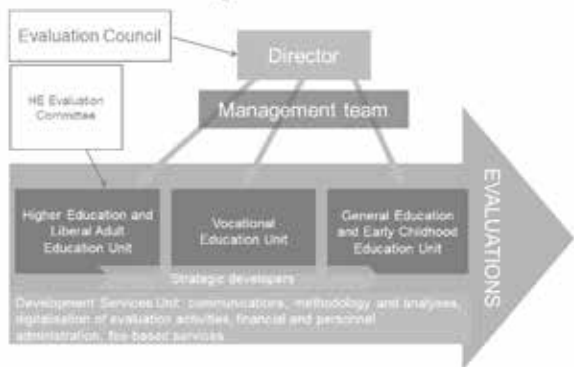 Evaluation Council
Director
HE Evaluation
Committee
Management team
Higher Education and
Liberal Adult
Education Unit
Vocational
Education Unit
General Education
and Early Childhood
Education Unit
EVALUATIONS
Strategic developers
Development Services Unit: communications, methodology and analyses,
digitalisation of evaluation activities, financial and personnel
administration, fee-based services